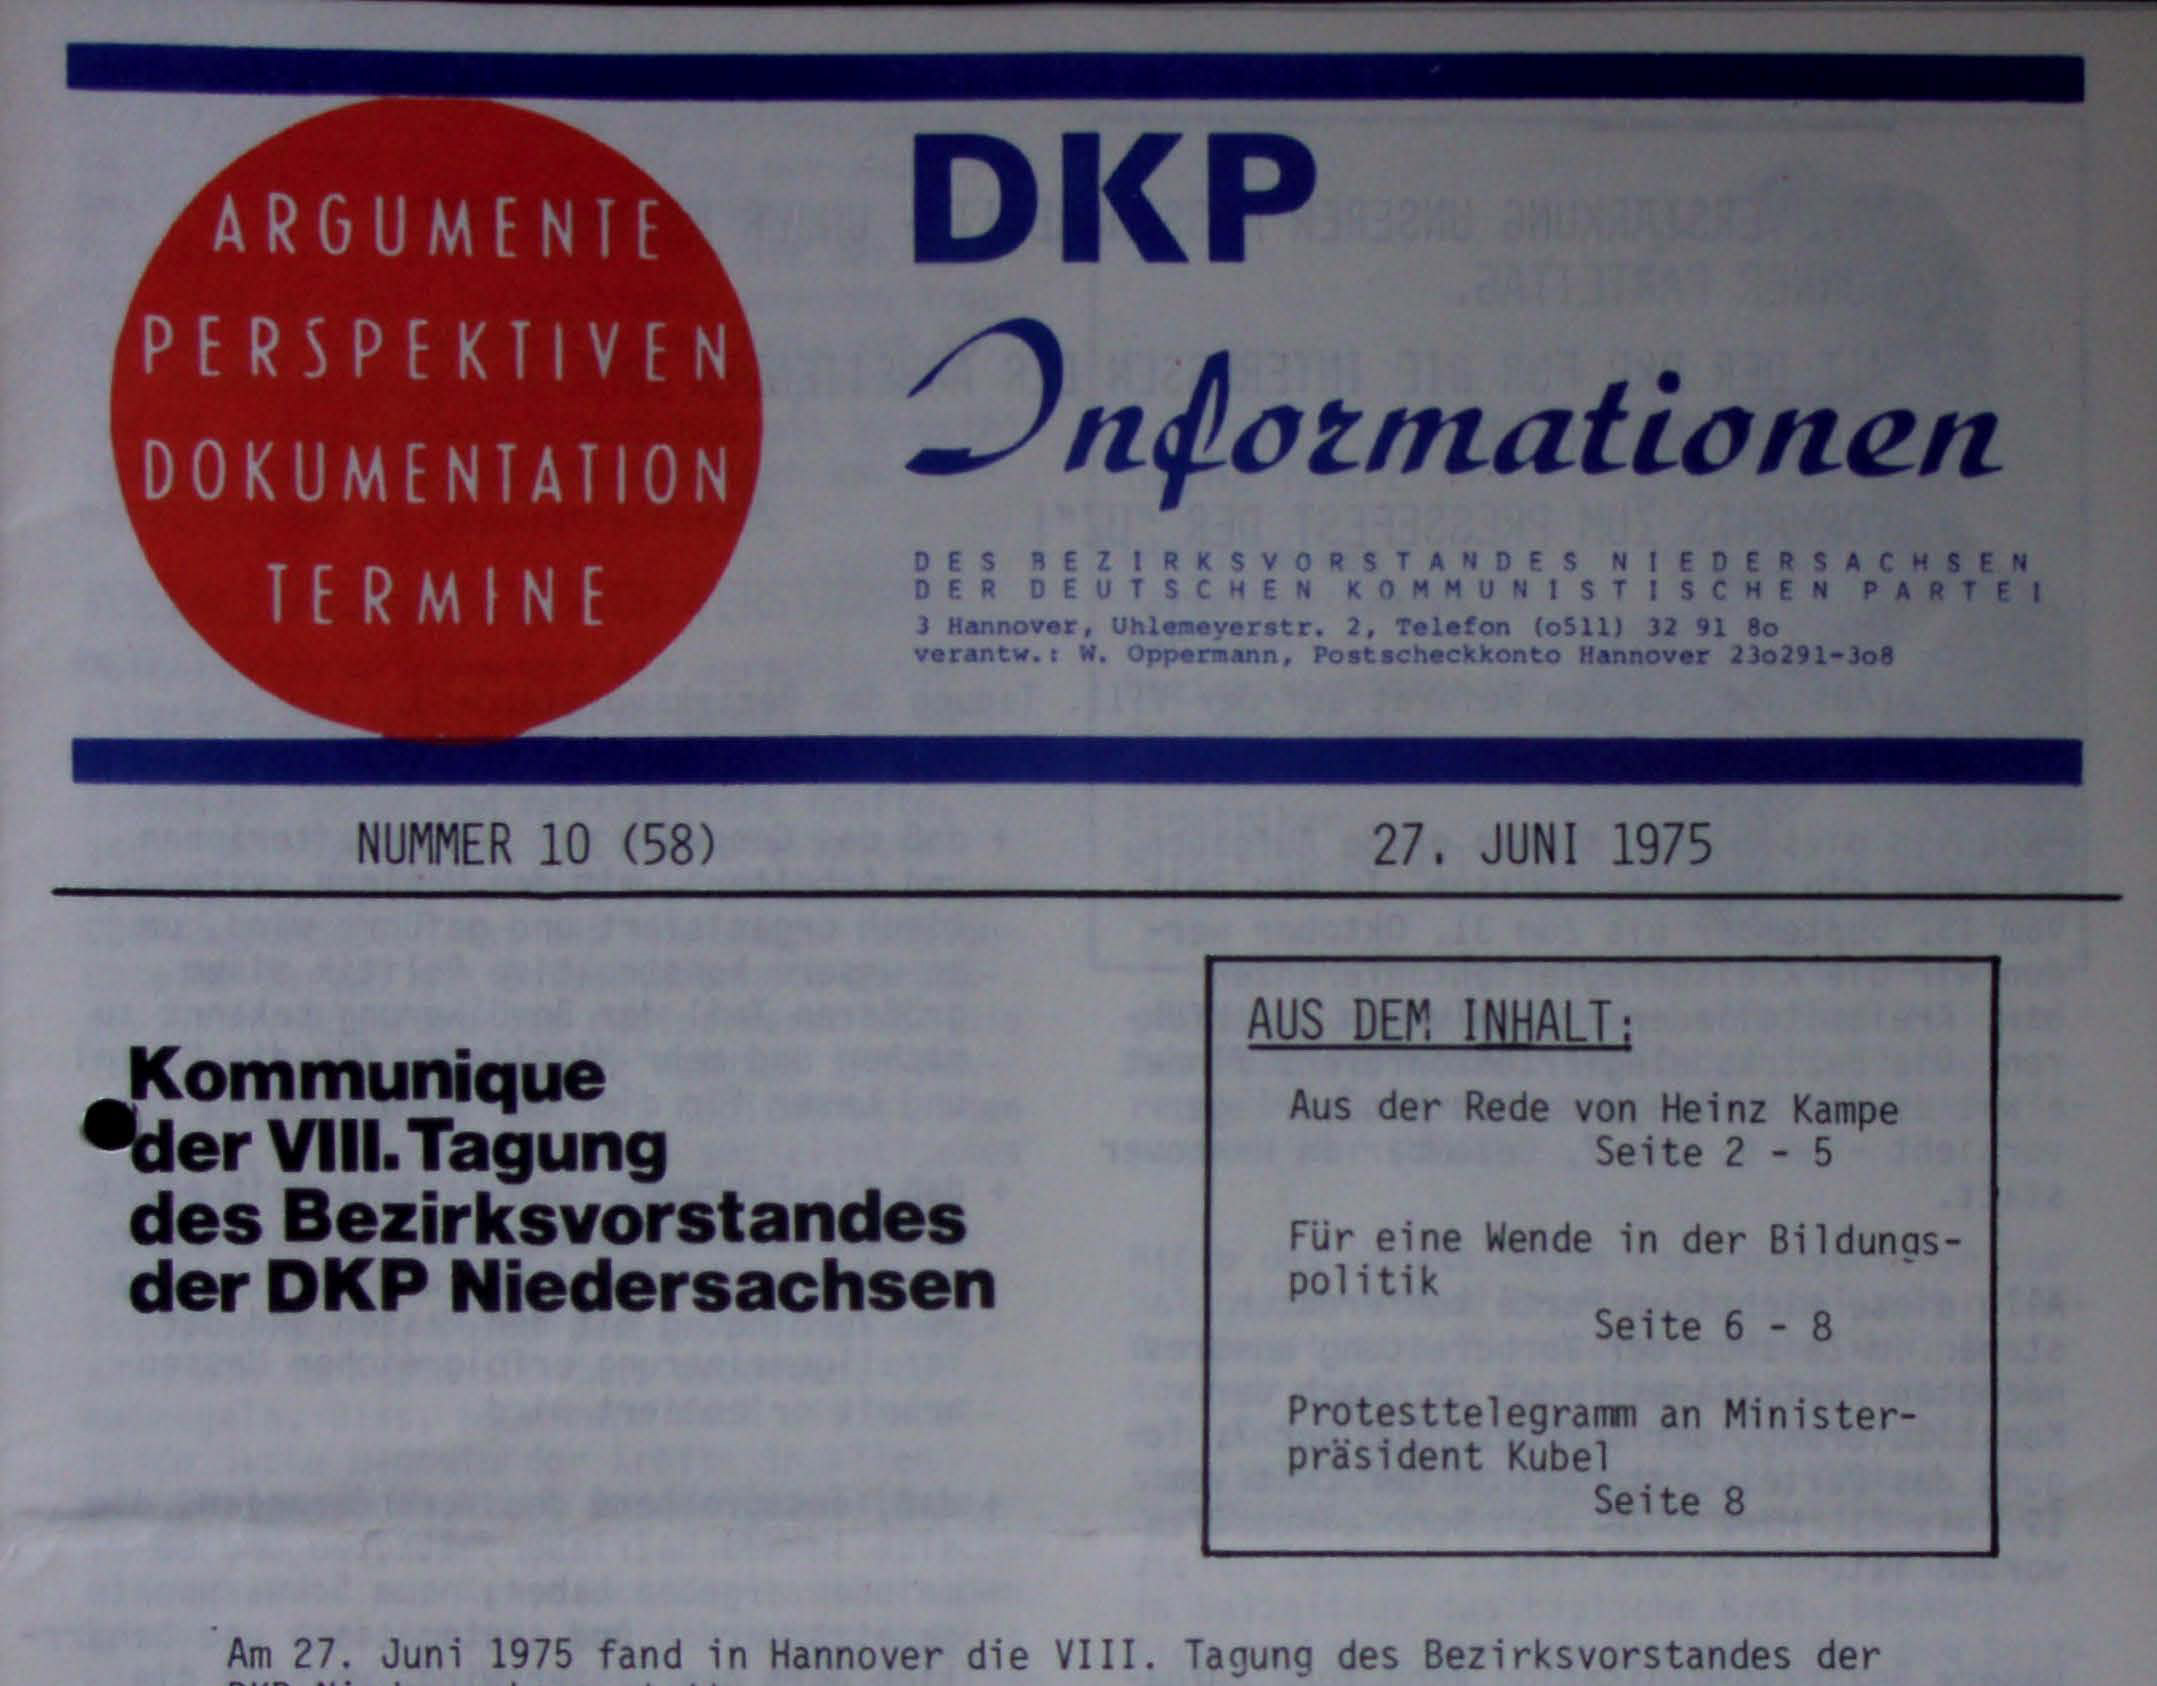 ARGUMENTE
PERSPEKTIVEN
DOKUMENTATION
TERMINE
DKP
Informationen
DES BEZIRKSVORSTANDES NIEDERSACHSEN
DER DEUTSCHEN KOMMUNISTISCHEN PARTEI
3 Hannover, Uhlemeyerstr. 2, Telefon (o511) 32 91 8o
verantw.: W. Oppermann, Postscheckkonto Hannover 23o291-3o8
NUMMER 10 (58)
27. JUNI 1975
Kommunique
der VIII. Tagung
des Bezirksvorstandes
der DKP Niedersachsen
AUS DEM INHALT:
Aus der Rede von Heinz Kampe
Seite 2 - 5
Für eine Wende in der Bildungs-
politik
Seite 6 - 8
Protesttelegramm an Minister-
präsident Kubel
Seite 8
Am 27. Juni 1975 fand in Hannover die VIII. Tagung des Bezirksvorstandes der